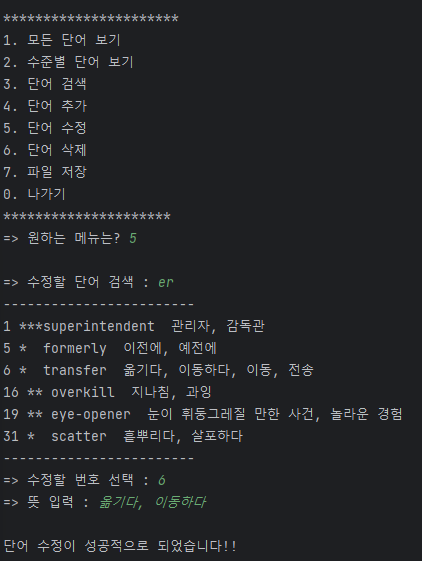 **********************
1. 모든 단어 보기
2. 수준별 단어 보기
3. 단어 검색
4. 단어 추가
5. 단어 수정
6. 단어 삭제
7. 파일 저장
0. 나가기
*********************
=> 원하는 메뉴는? 5
=> 수정할 단어 검색 : er
------------------------
1 ***superintendent  관리자, 감독관
5 *  formerly  이전에, 예전에
6 *  transfer  옮기다, 이동하다, 이동, 전송
16 ** overkill  지나침, 과잉
19 ** eye-opener  눈이 휘둥그레질 만한 사건, 놀라운 경험
31 *  scatter  흩뿌리다, 살포하다
------------------------
=> 수정할 번호 선택 : 6
=> 뜻 입력 : 옮기다, 이동하다
단어 수정이 성공적으로 되었습니다!!